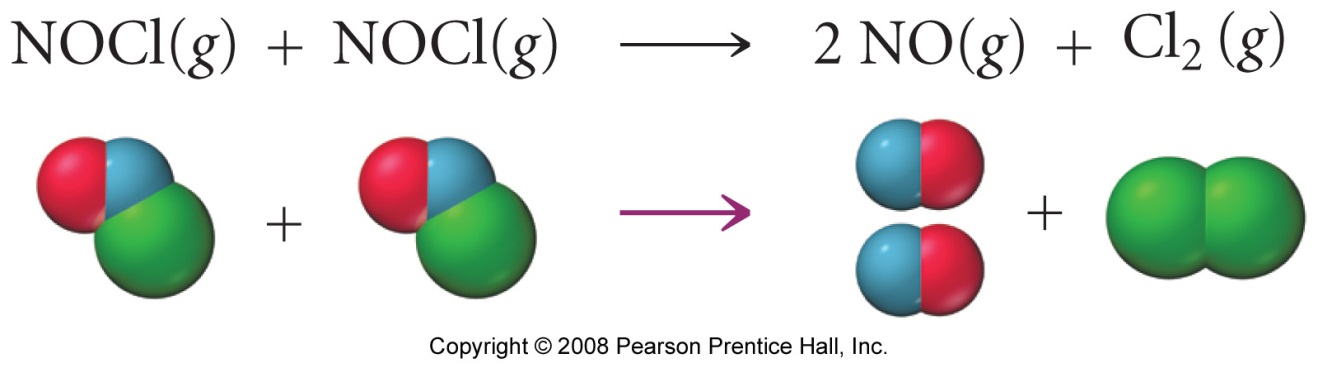 NOCl(g) + NOCl(g) ⟶ 2 NO(g) + Cl₂ (g)
+ ⟶ +
Copyright © 2008 Pearson Prentice Hall, Inc.